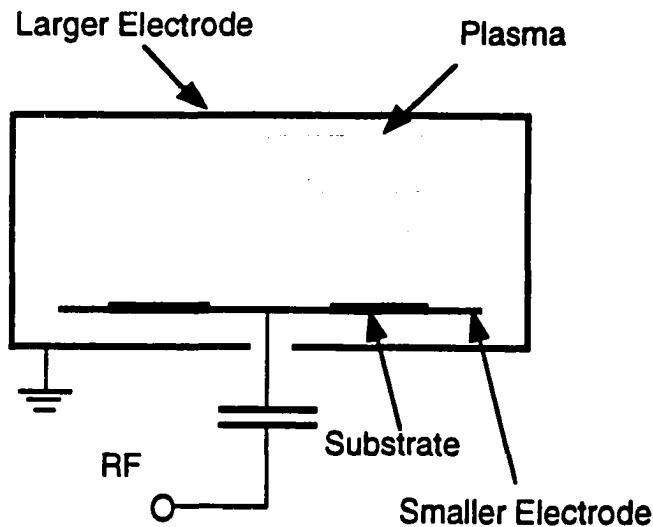 Larger Electrode
Plasma
Substrate
RF
Smaller Electrode